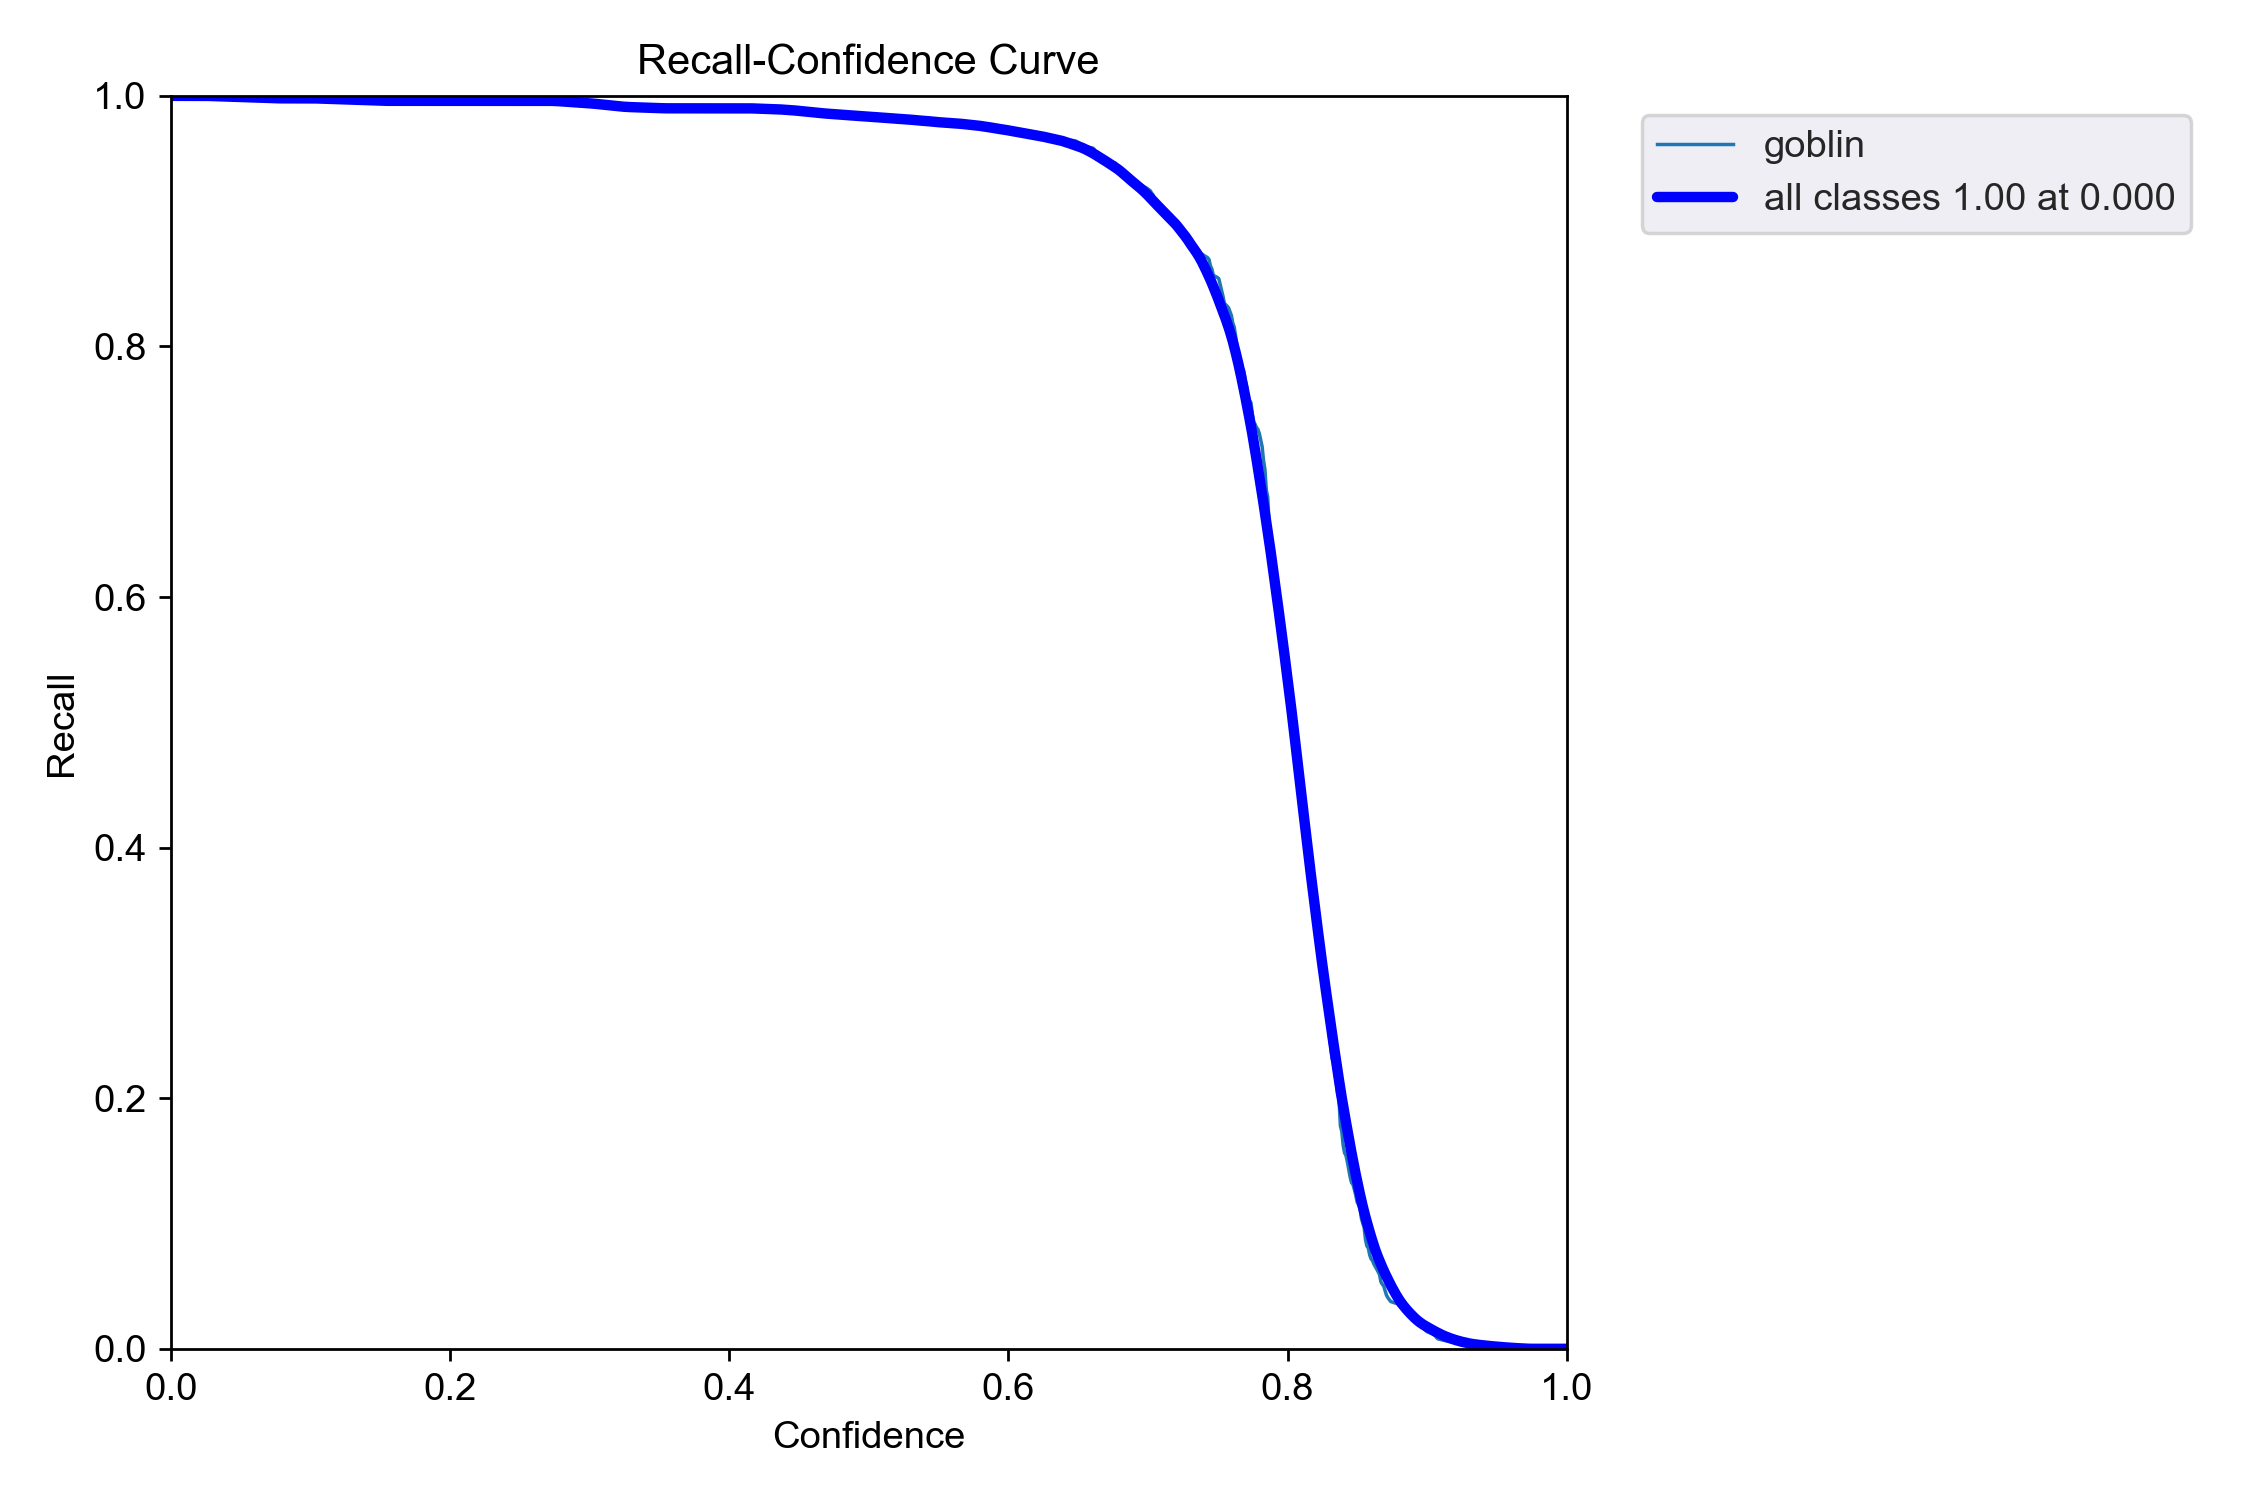 Recall-Confidence Curve
1.0
0.8
0.6
0.4
0.2
0.0
Recall
0.0 0.2 0.4 0.6 0.8 1.0
Confidence
goblin
all classes 1.00 at 0.000